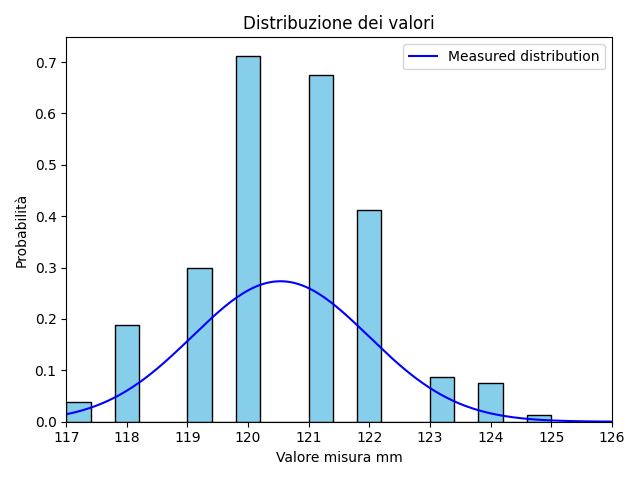 Distribuzione dei valori
Measured distribution
Probabilità
0.7
0.6
0.5
0.4
0.3
0.2
0.1
0.0
117 118 119 120 121 122 123 124 125 126
Valore misura mm